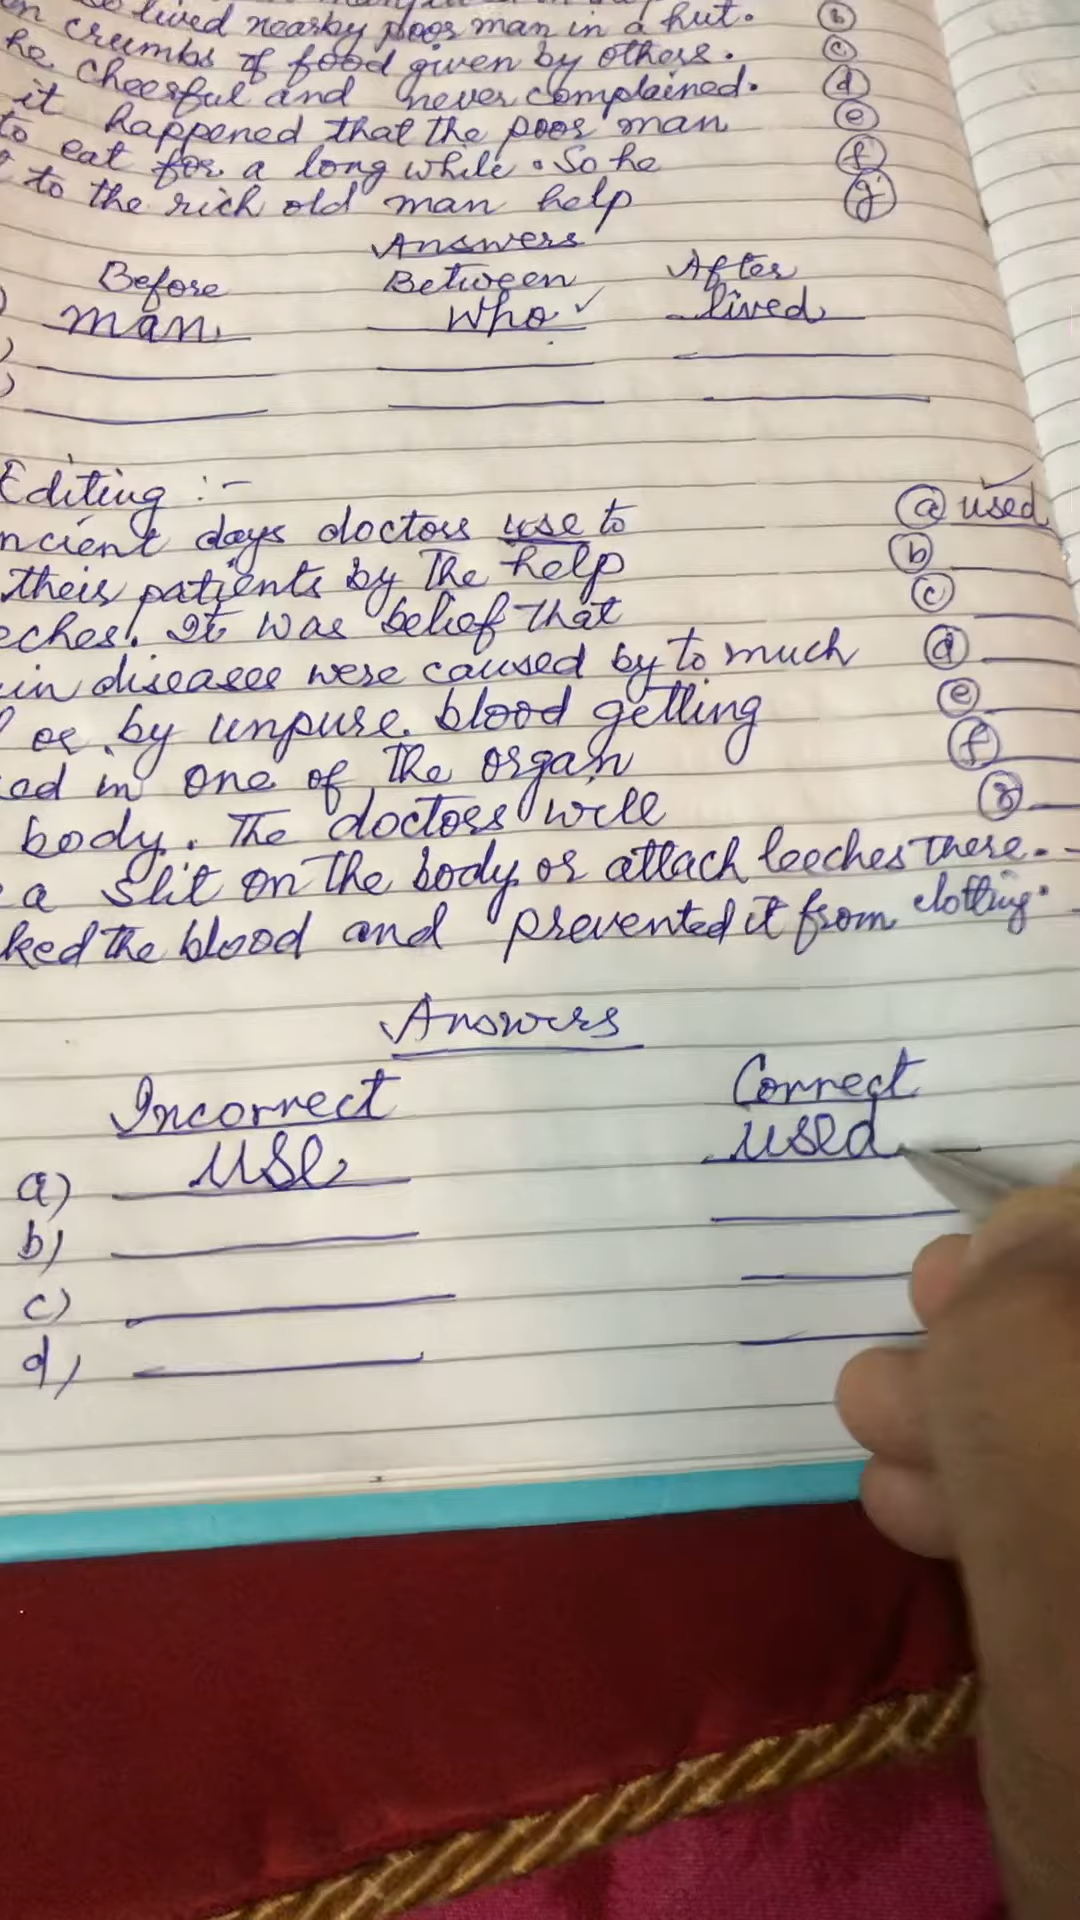 lived nearby poor man in a hut. (b)
crumbs of food given by others. (c)
he cheerful and never complained. (d)
it happened that the poor man (e)
to eat for a long while. So he (f)
to the rich old man help (g)
Answers
Before Between After
man who ✓ lived
Editing :-
ncient days doctors use to (a) used
their patients by the help (b)
eches. It was belief that (c)
in diseases were caused by to much (d)
or by unpure blood getting (e)
ed in one of the organ (f)
body. The doctors will (g)
a slit on the body or attach leeches there.
ked the blood and prevented it from clotting.
Answers
Incorrect Correct
a) use used
b)
c)
d)